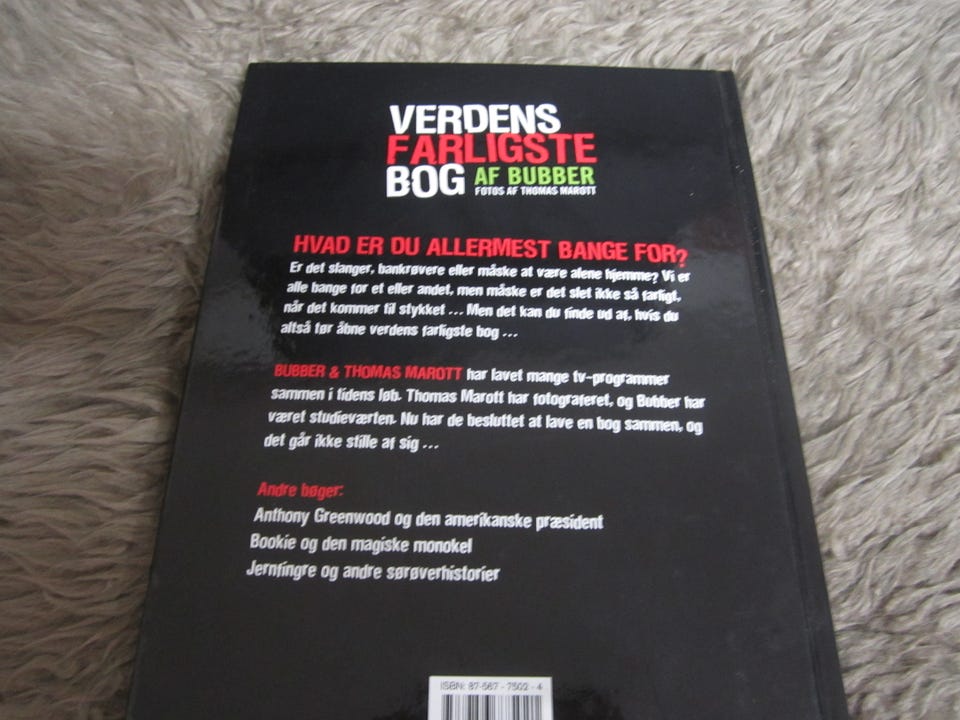 VERDENS
FARLIGSTE
BOG AF BUBBER
FOTOS AF THOMAS MAROTT
HVAD ER DU ALLERMEST BANGE FOR?
Er det slanger, bankrøvere eller måske at være alene hjemme? Vi er
alle bange for et eller andet, men måske er det slet ikke så farligt,
når det kommer til stykket ... Men det kan du finde ud af, hvis du
altså tør åbne verdens farligste bog ...
BUBBER & THOMAS MAROTT har lavet mange tv-programmer
sammen i tidens løb. Thomas Marott har fotograferet, og Bubber har
været studieværten. Nu har de besluttet at lave en bog sammen, og
det går ikke stille af sig ...
Andre bøger:
Anthony Greenwood og den amerikanske præsident
Bookie og den magiske monokel
Jernfingre og andre sørøverhistorier
ISBN: 87-567-7502-4